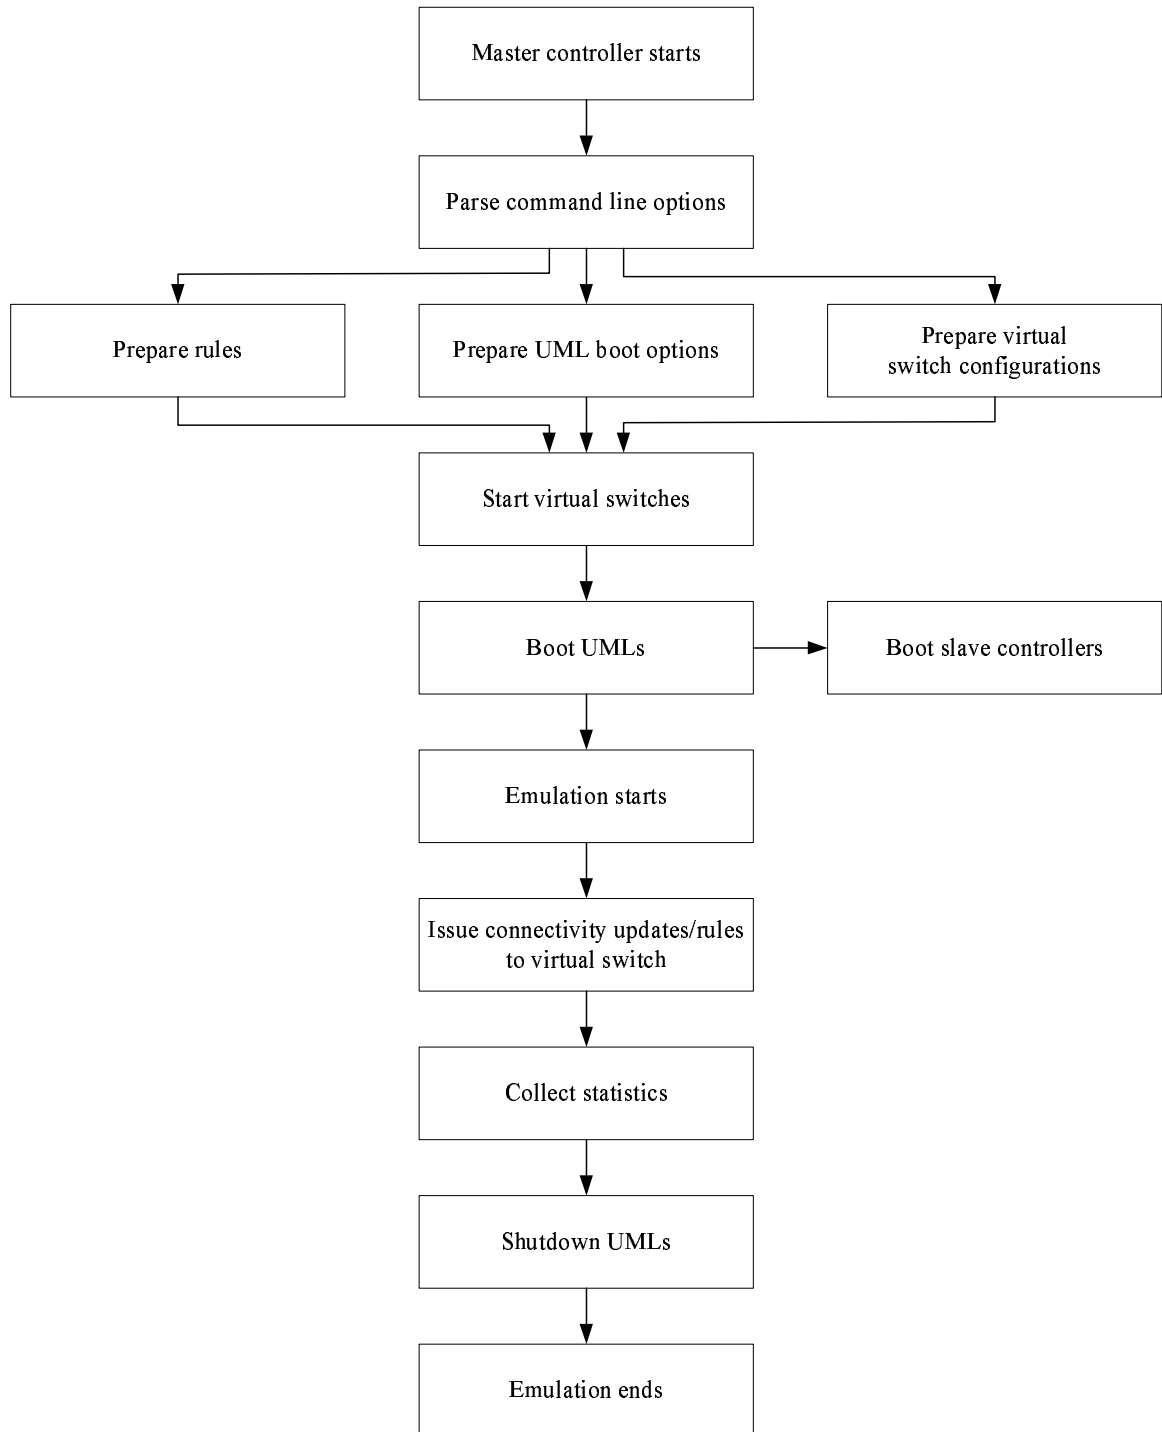 Master controller starts
Parse command line options
Prepare rules
Prepare UML boot options
Prepare virtual
switch configurations
Start virtual switches
Boot UMLs
Boot slave controllers
Emulation starts
Issue connectivity updates/rules
to virtual switch
Collect statistics
Shutdown UMLs
Emulation ends